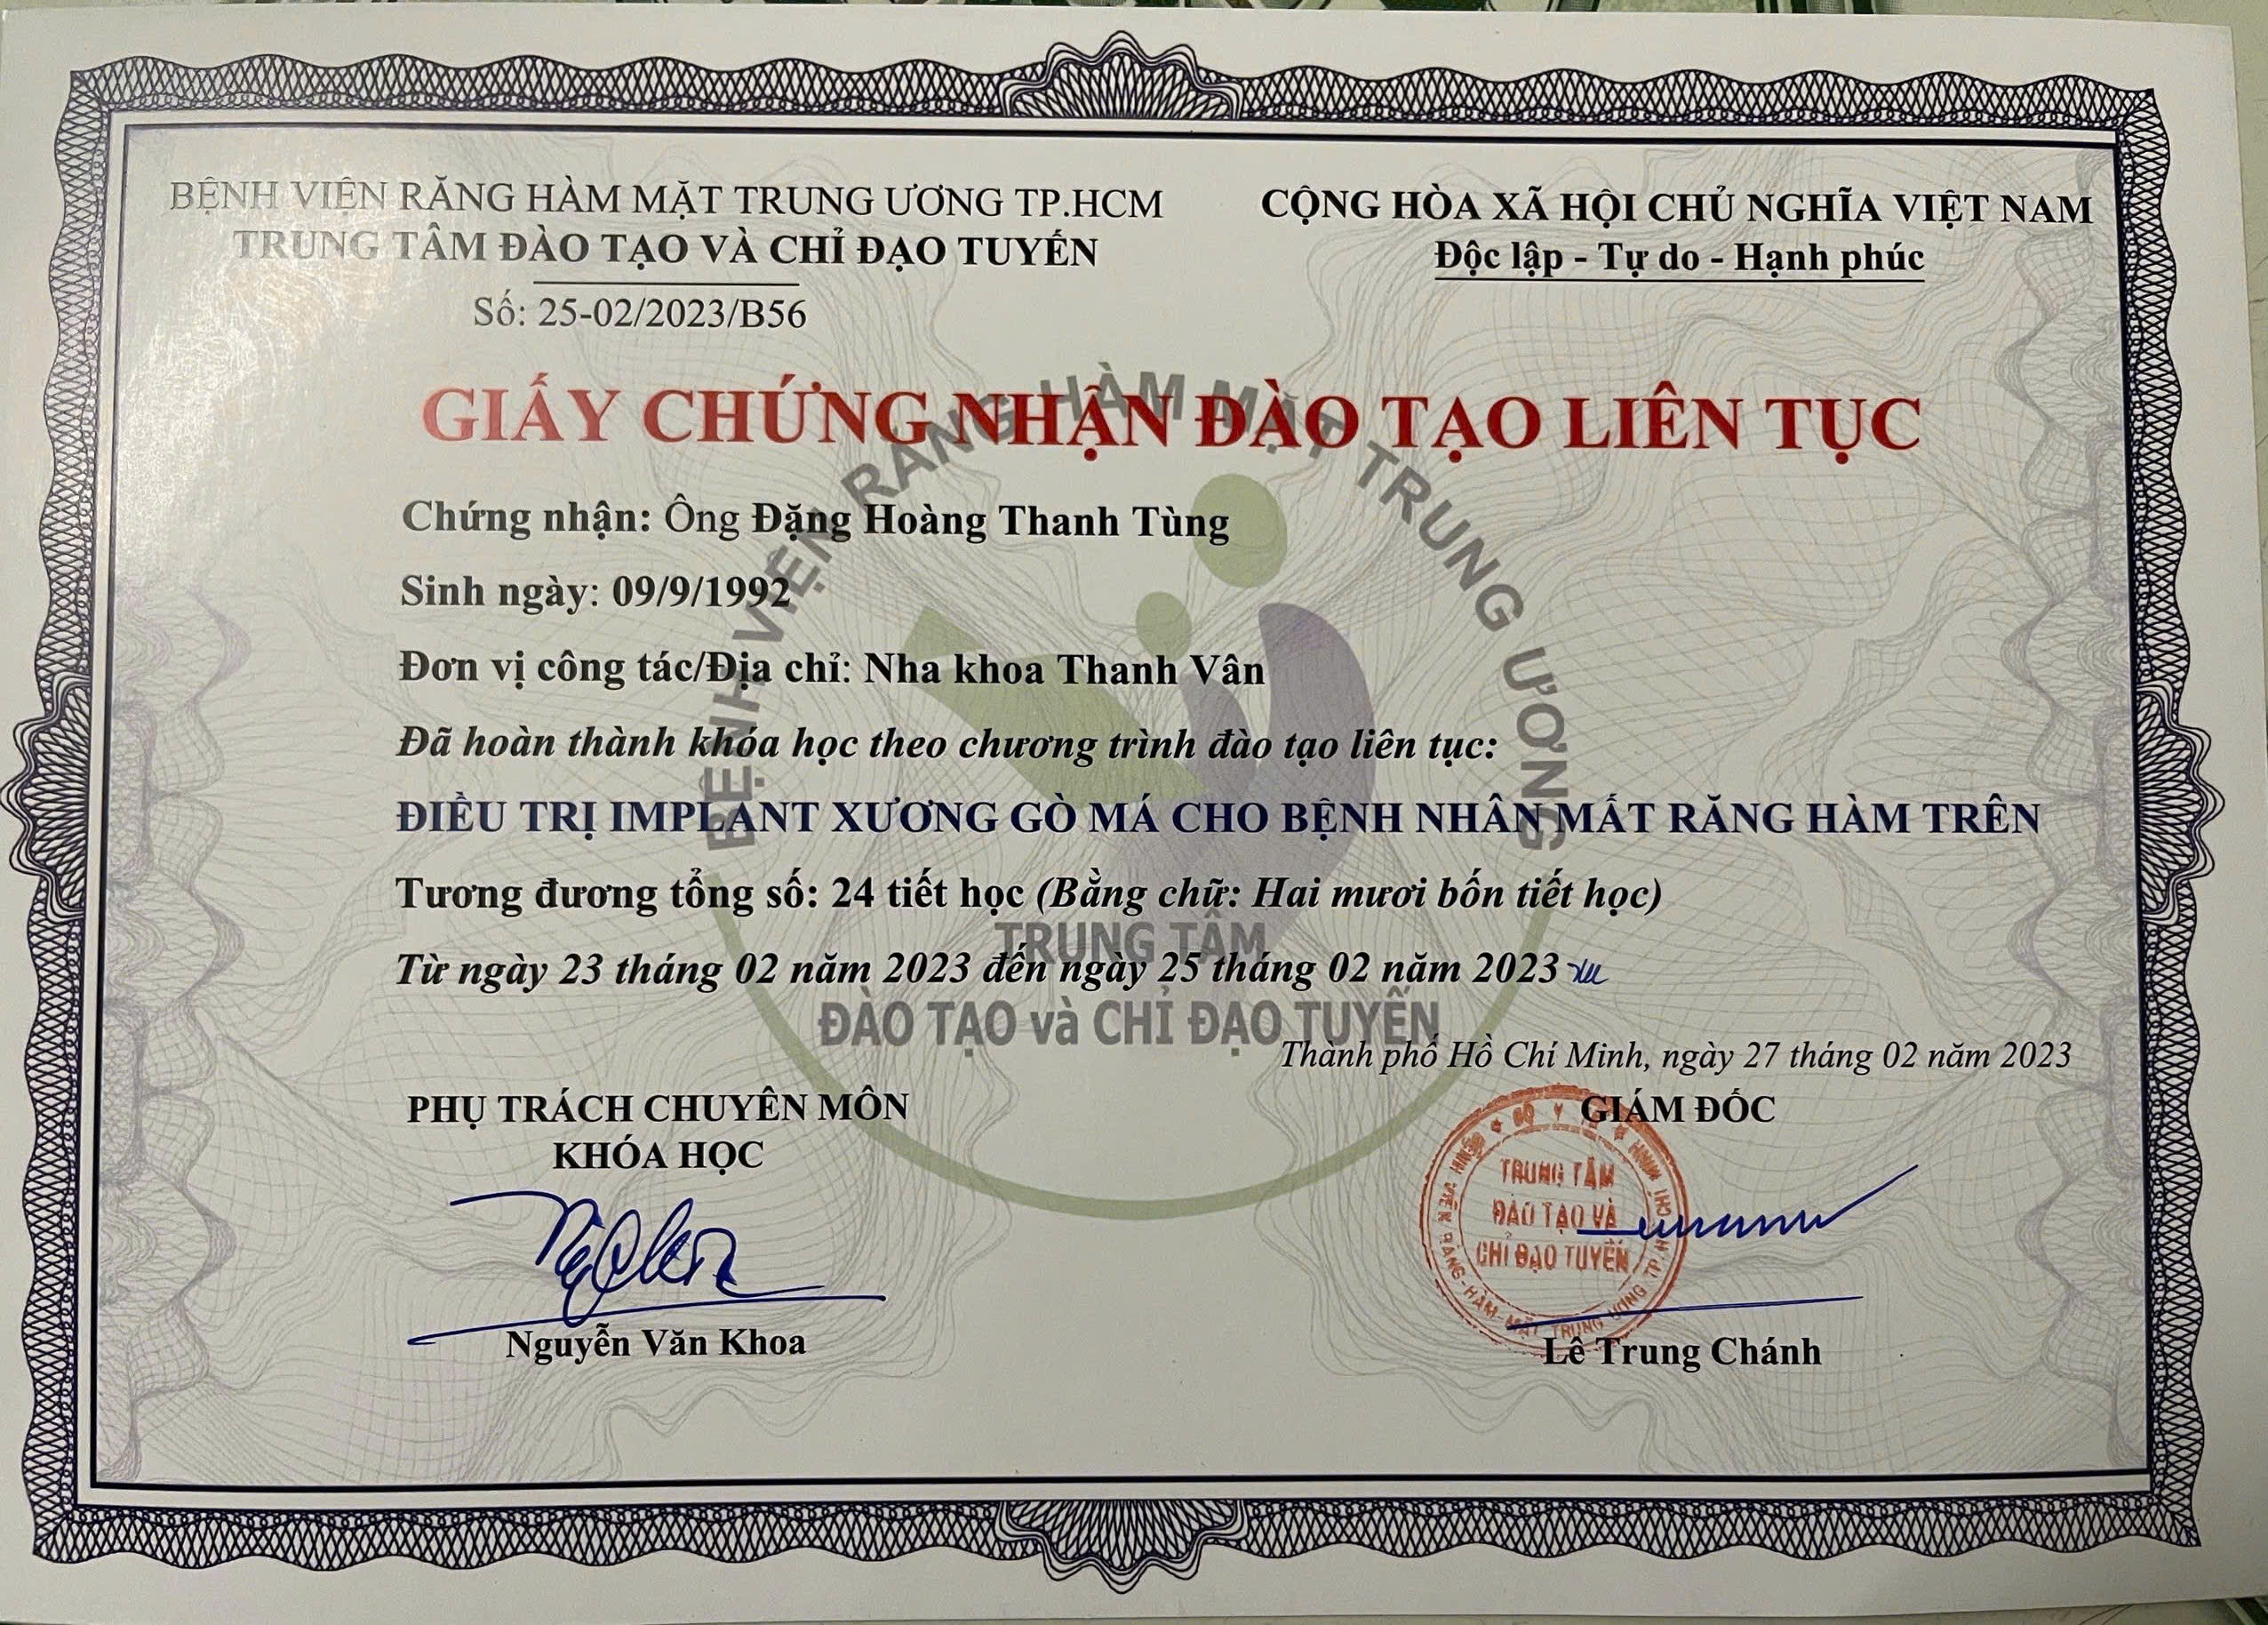 BỆNH VIỆN RĂNG HÀM MẶT TRUNG ƯƠNG TP.HCM
TRUNG TÂM ĐÀO TẠO VÀ CHỈ ĐẠO TUYẾN
Số: 25-02/2023/B56
CỘNG HÒA XÃ HỘI CHỦ NGHĨA VIỆT NAM
Độc lập - Tự do - Hạnh phúc
GIẤY CHỨNG NHẬN ĐÀO TẠO LIÊN TỤC
BỆNH VIỆN RĂNG HÀM MẶT TRUNG ƯƠNG
Chứng nhận: Ông Đặng Hoàng Thanh Tùng
Sinh ngày: 09/9/1992
Đơn vị công tác/Địa chỉ: Nha khoa Thanh Vân
Đã hoàn thành khóa học theo chương trình đào tạo liên tục:
ĐIỀU TRỊ IMPLANT XƯƠNG GÒ MÁ CHO BỆNH NHÂN MẤT RĂNG HÀM TRÊN
Tương đương tổng số: 24 tiết học (Bằng chữ: Hai mươi bốn tiết học)
TRUNG TÂM
Từ ngày 23 tháng 02 năm 2023 đến ngày 25 tháng 02 năm 2023
ĐÀO TẠO và CHỈ ĐẠO TUYẾN
Thành phố Hồ Chí Minh, ngày 27 tháng 02 năm 2023
PHỤ TRÁCH CHUYÊN MÔN
KHÓA HỌC
Nguyễn Văn Khoa
GIÁM ĐỐC
TRUNG TÂM
ĐÀO TẠO VÀ
CHỈ ĐẠO TUYẾN
Lê Trung Chánh